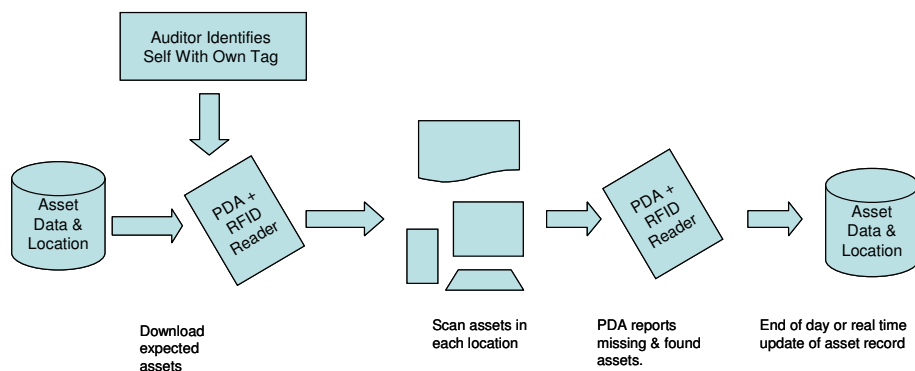 Auditor Identifies
Self With Own Tag
Asset
Data &
Location
PDA +
RFID
Reader
PDA +
RFID
Reader
Asset
Data &
Location
Download
expected
assets
Scan assets in
each location
PDA reports
missing & found
assets.
End of day or real time
update of asset record